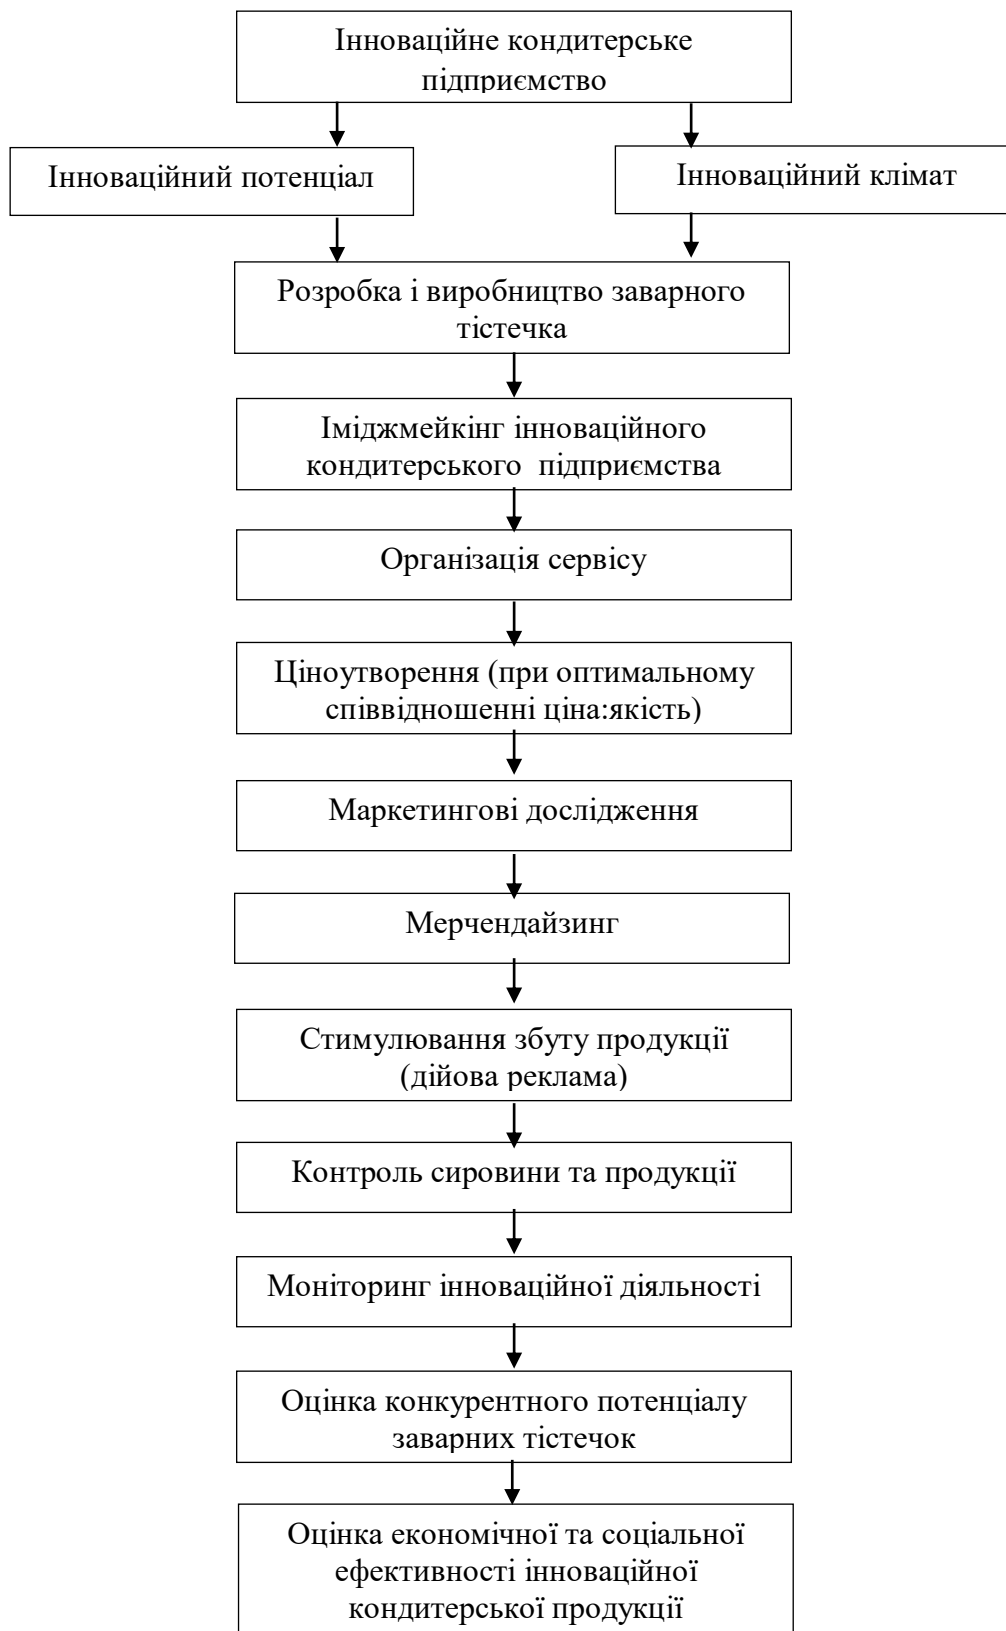 Інноваційне кондитерське
підприємство
Інноваційний потенціал
Інноваційний клімат
Розробка і виробництво заварного
тістечка
Іміджмейкінг інноваційного
кондитерського підприємства
Організація сервісу
Ціноутворення (при оптимальному
співвідношенні ціна:якість)
Маркетингові дослідження
Мерчендайзинг
Стимулювання збуту продукції
(дійова реклама)
Контроль сировини та продукції
Моніторинг інноваційної діяльності
Оцінка конкурентного потенціалу
заварних тістечок
Оцінка економічної та соціальної
ефективності інноваційної
кондитерської продукції